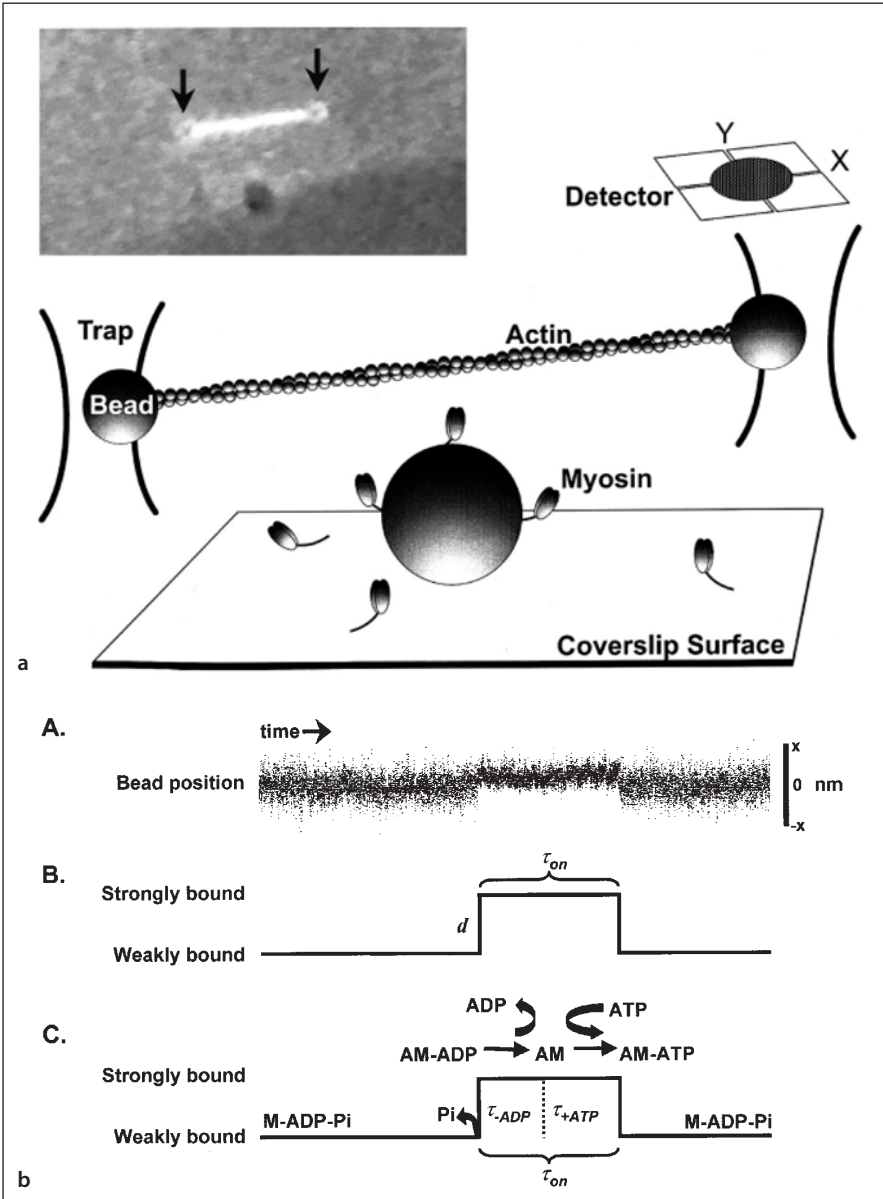 Y
X
Detector
Trap
Actin
Bead
Myosin
Coverslip Surface
a
A.
time
x
Bead position
0 nm
-x
B.
τon
Strongly bound
d
Weakly bound
ADP
ATP
C.
AM-ADP
AM
AM-ATP
Strongly bound
M-ADP-Pi
Pi
τ-ADP
τ+ATP
M-ADP-Pi
Weakly bound
b
τon